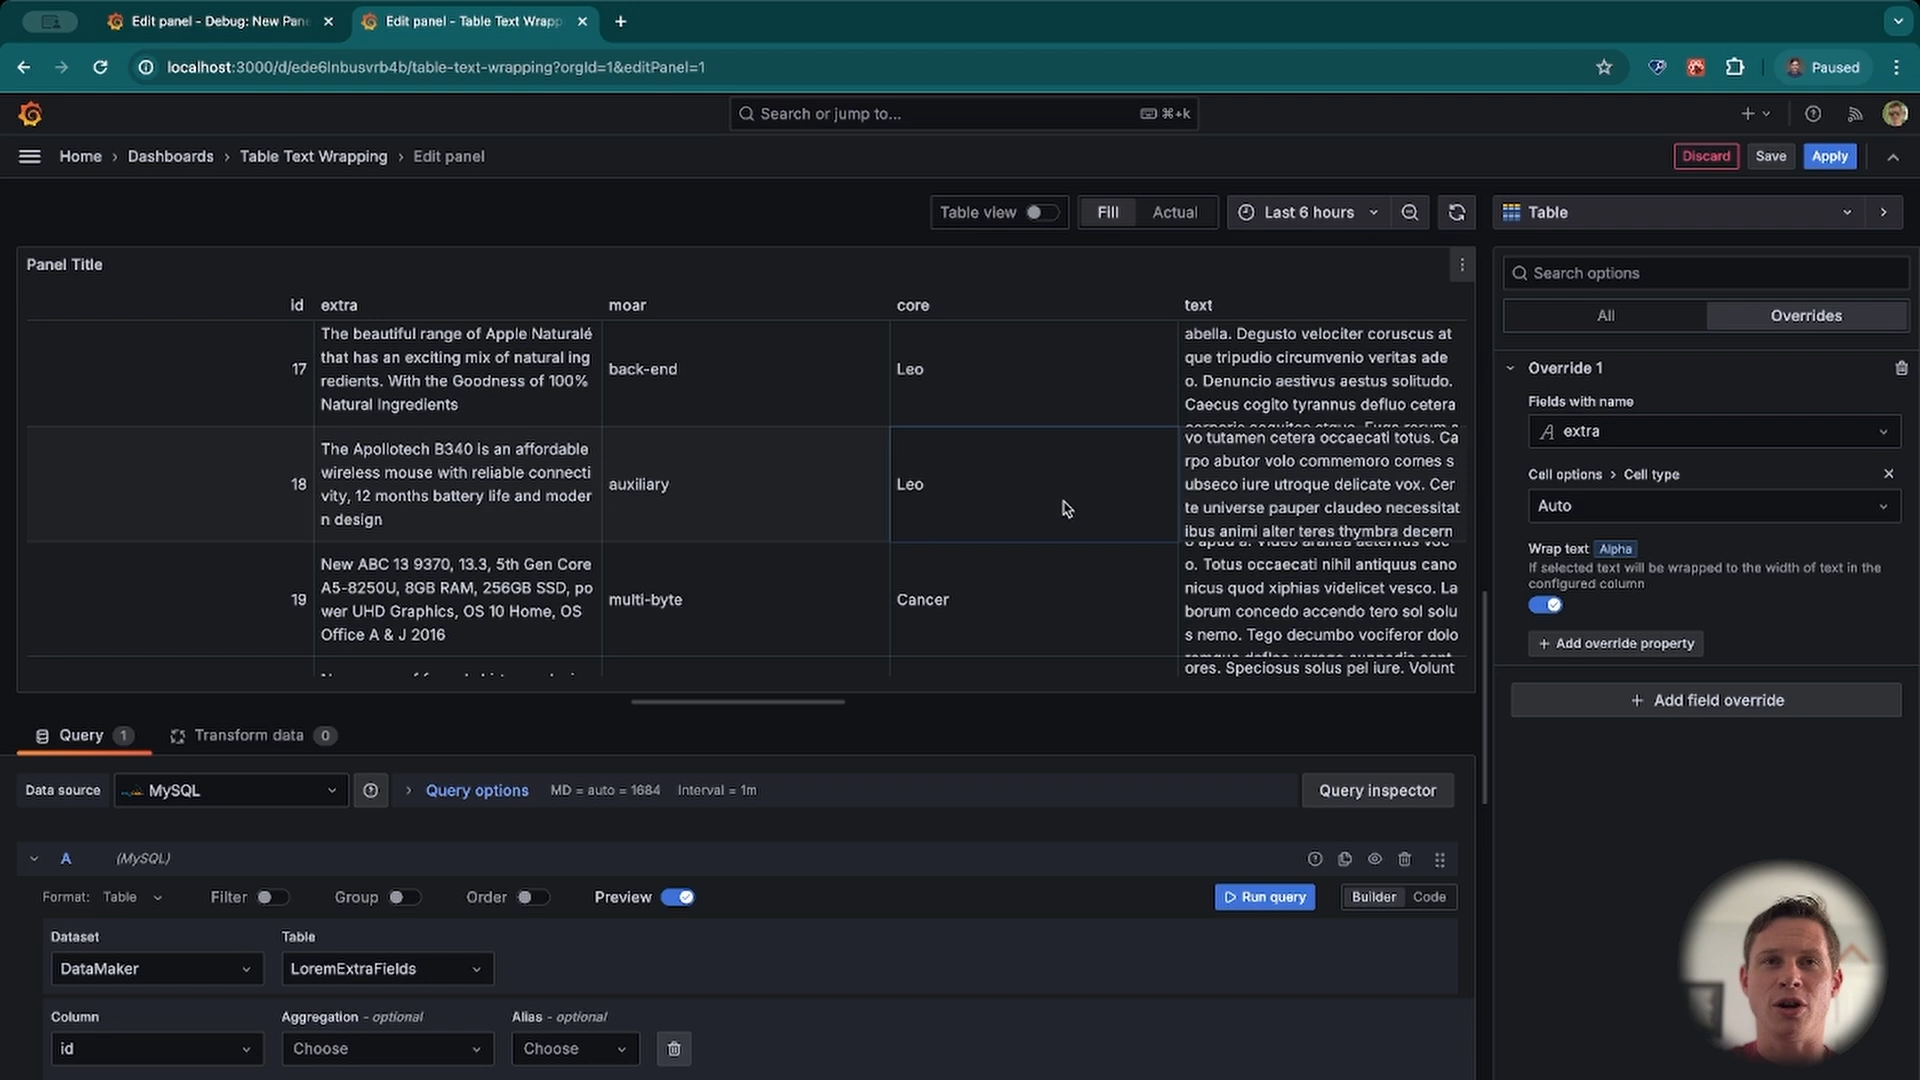 Edit panel - Debug: New Pan
Edit panel - Table Text Wrapp
localhost:3000/d/ede6lnbusvrb4b/table-text-wrapping?orgId=1&editPanel=1
Paused
Search or jump to...
⌘+k
Home › Dashboards › Table Text Wrapping › Edit panel
Discard
Save
Apply
Table view
Fill
Actual
Last 6 hours
Table
Panel Title
id
extra
moar
core
text
17
The beautiful range of Apple Naturalé
that has an exciting mix of natural ing
redients. With the Goodness of 100%
Natural Ingredients
back-end
Leo
abella. Degusto velociter coruscus at
que tripudio circumvenio veritas ade
o. Denuncio aestivus aestus solitudo.
Caecus cogito tyrannus defluo cetera
18
The Apollotech B340 is an affordable
wireless mouse with reliable connecti
vity, 12 months battery life and moder
n design
auxiliary
Leo
vo tutamen cetera occaecati totus. Ca
rpo abutor volo commemoro comes s
ubseco iure utroque delicate vox. Cer
te universe pauper claudeo necessitat
ibus animi alter teres thymbra decern
19
New ABC 13 9370, 13.3, 5th Gen Core
A5-8250U, 8GB RAM, 256GB SSD, po
wer UHD Graphics, OS 10 Home, OS
Office A & J 2016
multi-byte
Cancer
o. Totus occaecati nihil antiquus cano
nicus quod xiphias videlicet vesco. La
borum concedo accendo tero sol solu
s nemo. Tego decumbo vociferor dolo
ores. Speciosus solus pel iure. Volunt
Search options
All
Overrides
Override 1
Fields with name
extra
Cell options › Cell type
Auto
Wrap text Alpha
If selected text will be wrapped to the width of text in the
configured column
Add override property
Add field override
Query 1
Transform data 0
Data source
MySQL
Query options
MD = auto = 1684
Interval = 1m
Query inspector
A
(MySQL)
Format: Table
Filter
Group
Order
Preview
Run query
Builder
Code
Dataset
Table
DataMaker
LoremExtraFields
Column
Aggregation - optional
Alias - optional
id
Choose
Choose